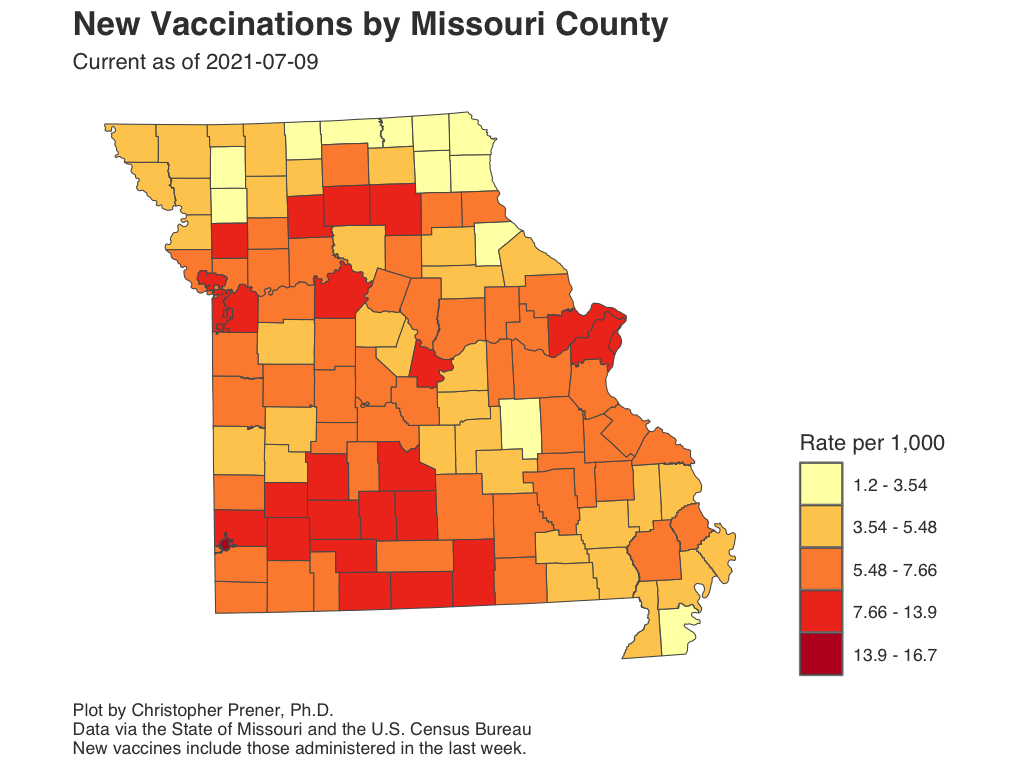 New Vaccinations by Missouri County
Current as of 2021-07-09
Rate per 1,000
1.2 - 3.54
3.54 - 5.48
5.48 - 7.66
7.66 - 13.9
13.9 - 16.7
Plot by Christopher Prener, Ph.D.
Data via the State of Missouri and the U.S. Census Bureau
New vaccines include those administered in the last week.